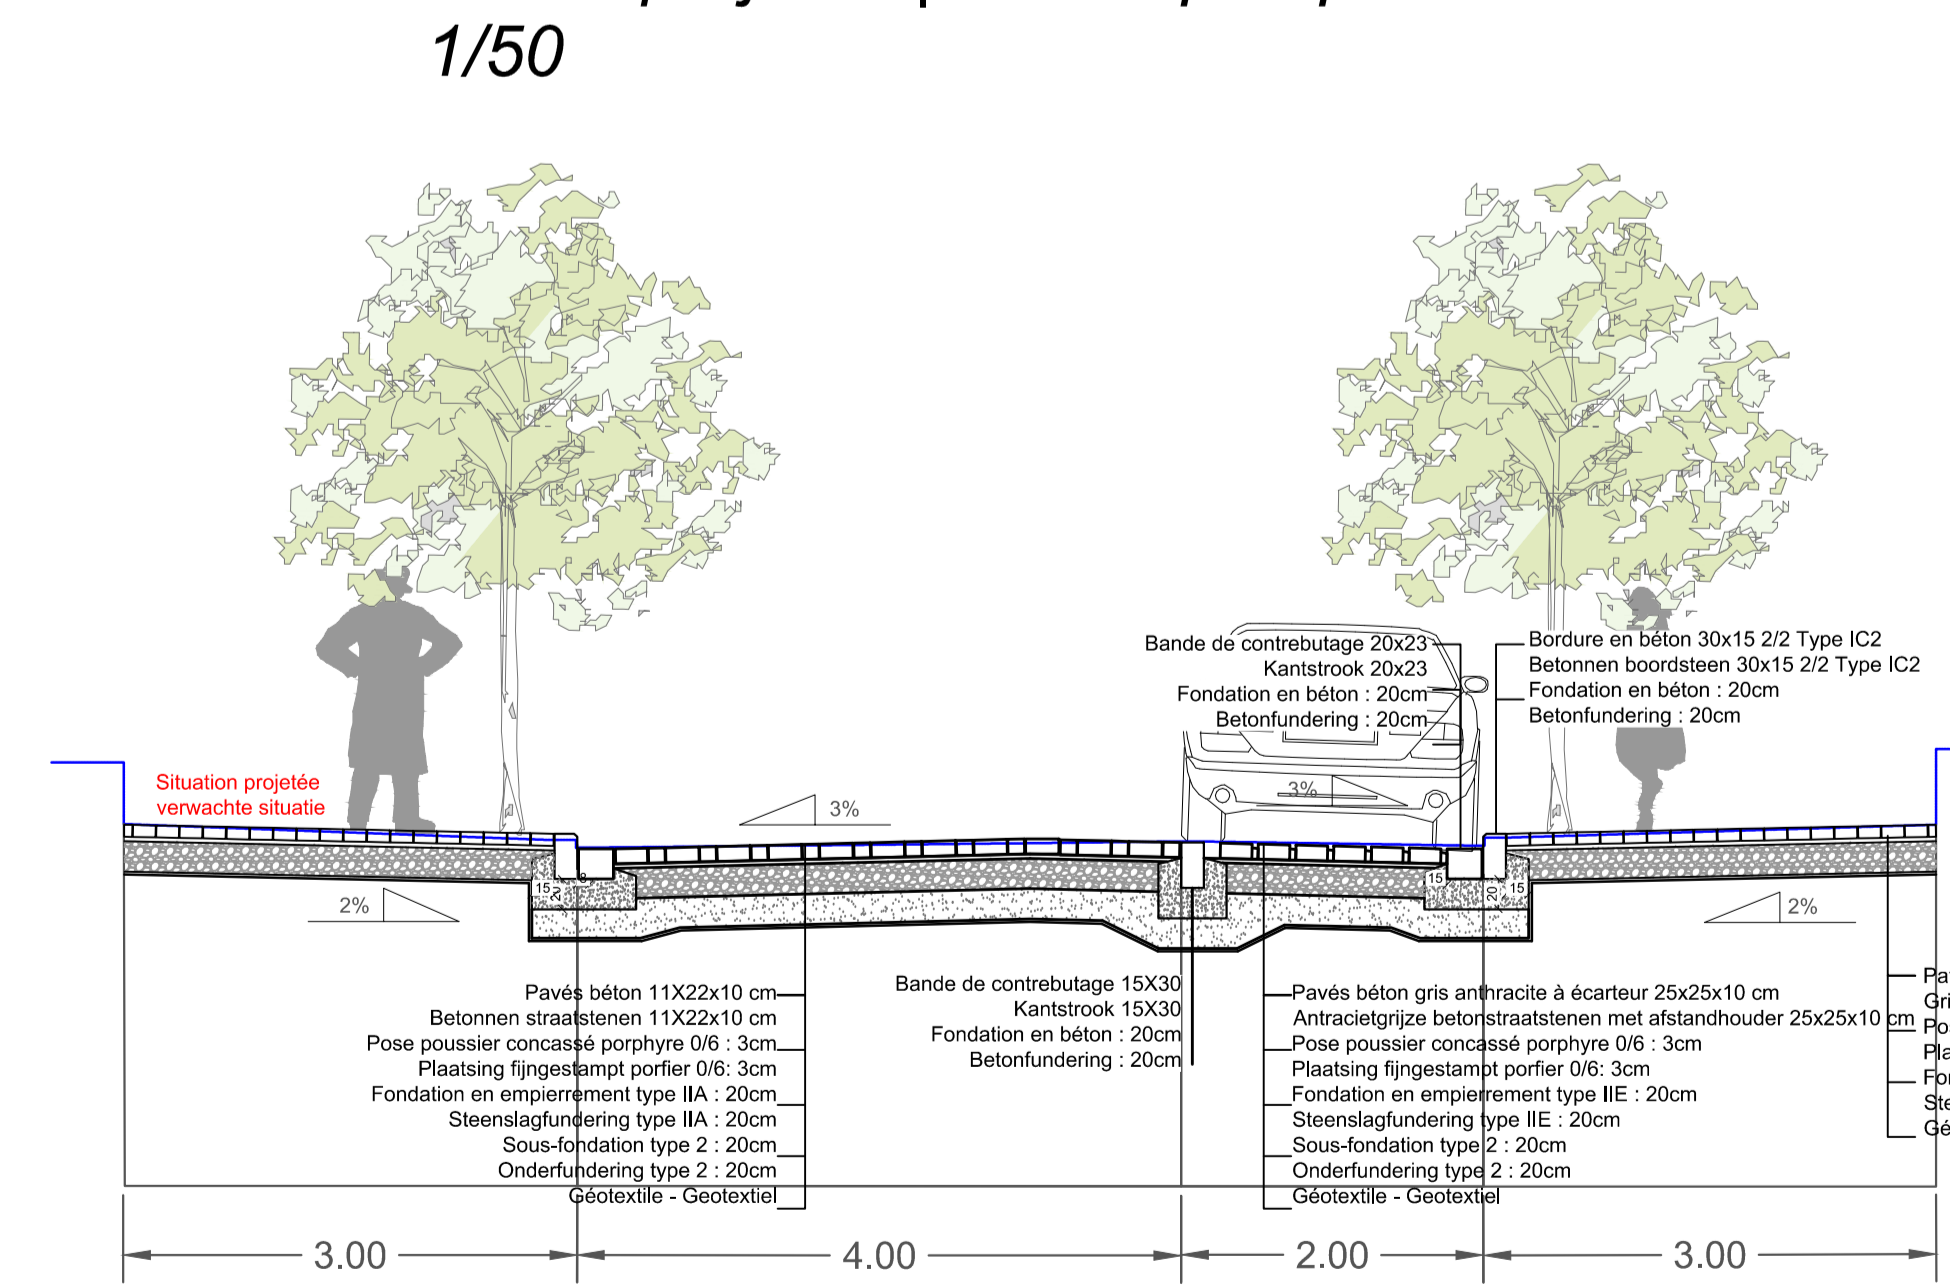 1/50
Bande de contrebutage 20x23
Kantstrook 20x23
Fondation en béton : 20cm
Betonfundering : 20cm
Bordure en béton 30x15 2/2 Type IC2
Betonnen boordsteen 30x15 2/2 Type IC2
Fondation en béton : 20cm
Betonfundering : 20cm
Situation projetée
verwachte situatie
3%
3%
15
20
8
15
20
15
2%
2%
Pavés béton 11X22x10 cm
Betonnen straatstenen 11X22x10 cm
Pose poussier concassé porphyre 0/6 : 3cm
Plaatsing fijngestampt porfier 0/6: 3cm
Fondation en empierrement type IIA : 20cm
Steenslagfundering type IIA : 20cm
Sous-fondation type 2 : 20cm
Onderfundering type 2 : 20cm
Géotextile - Geotextiel
Bande de contrebutage 15X30
Kantstrook 15X30
Fondation en béton : 20cm
Betonfundering : 20cm
Pavés béton gris anthracite à écarteur 25x25x10 cm
Antracietgrijze betonstraatstenen met afstandhouder 25x25x10 cm
Pose poussier concassé porphyre 0/6 : 3cm
Plaatsing fijngestampt porfier 0/6: 3cm
Fondation en empierrement type IIE : 20cm
Steenslagfundering type IIE : 20cm
Sous-fondation type 2 : 20cm
Onderfundering type 2 : 20cm
Géotextile - Geotextiel
3.00
4.00
2.00
3.00